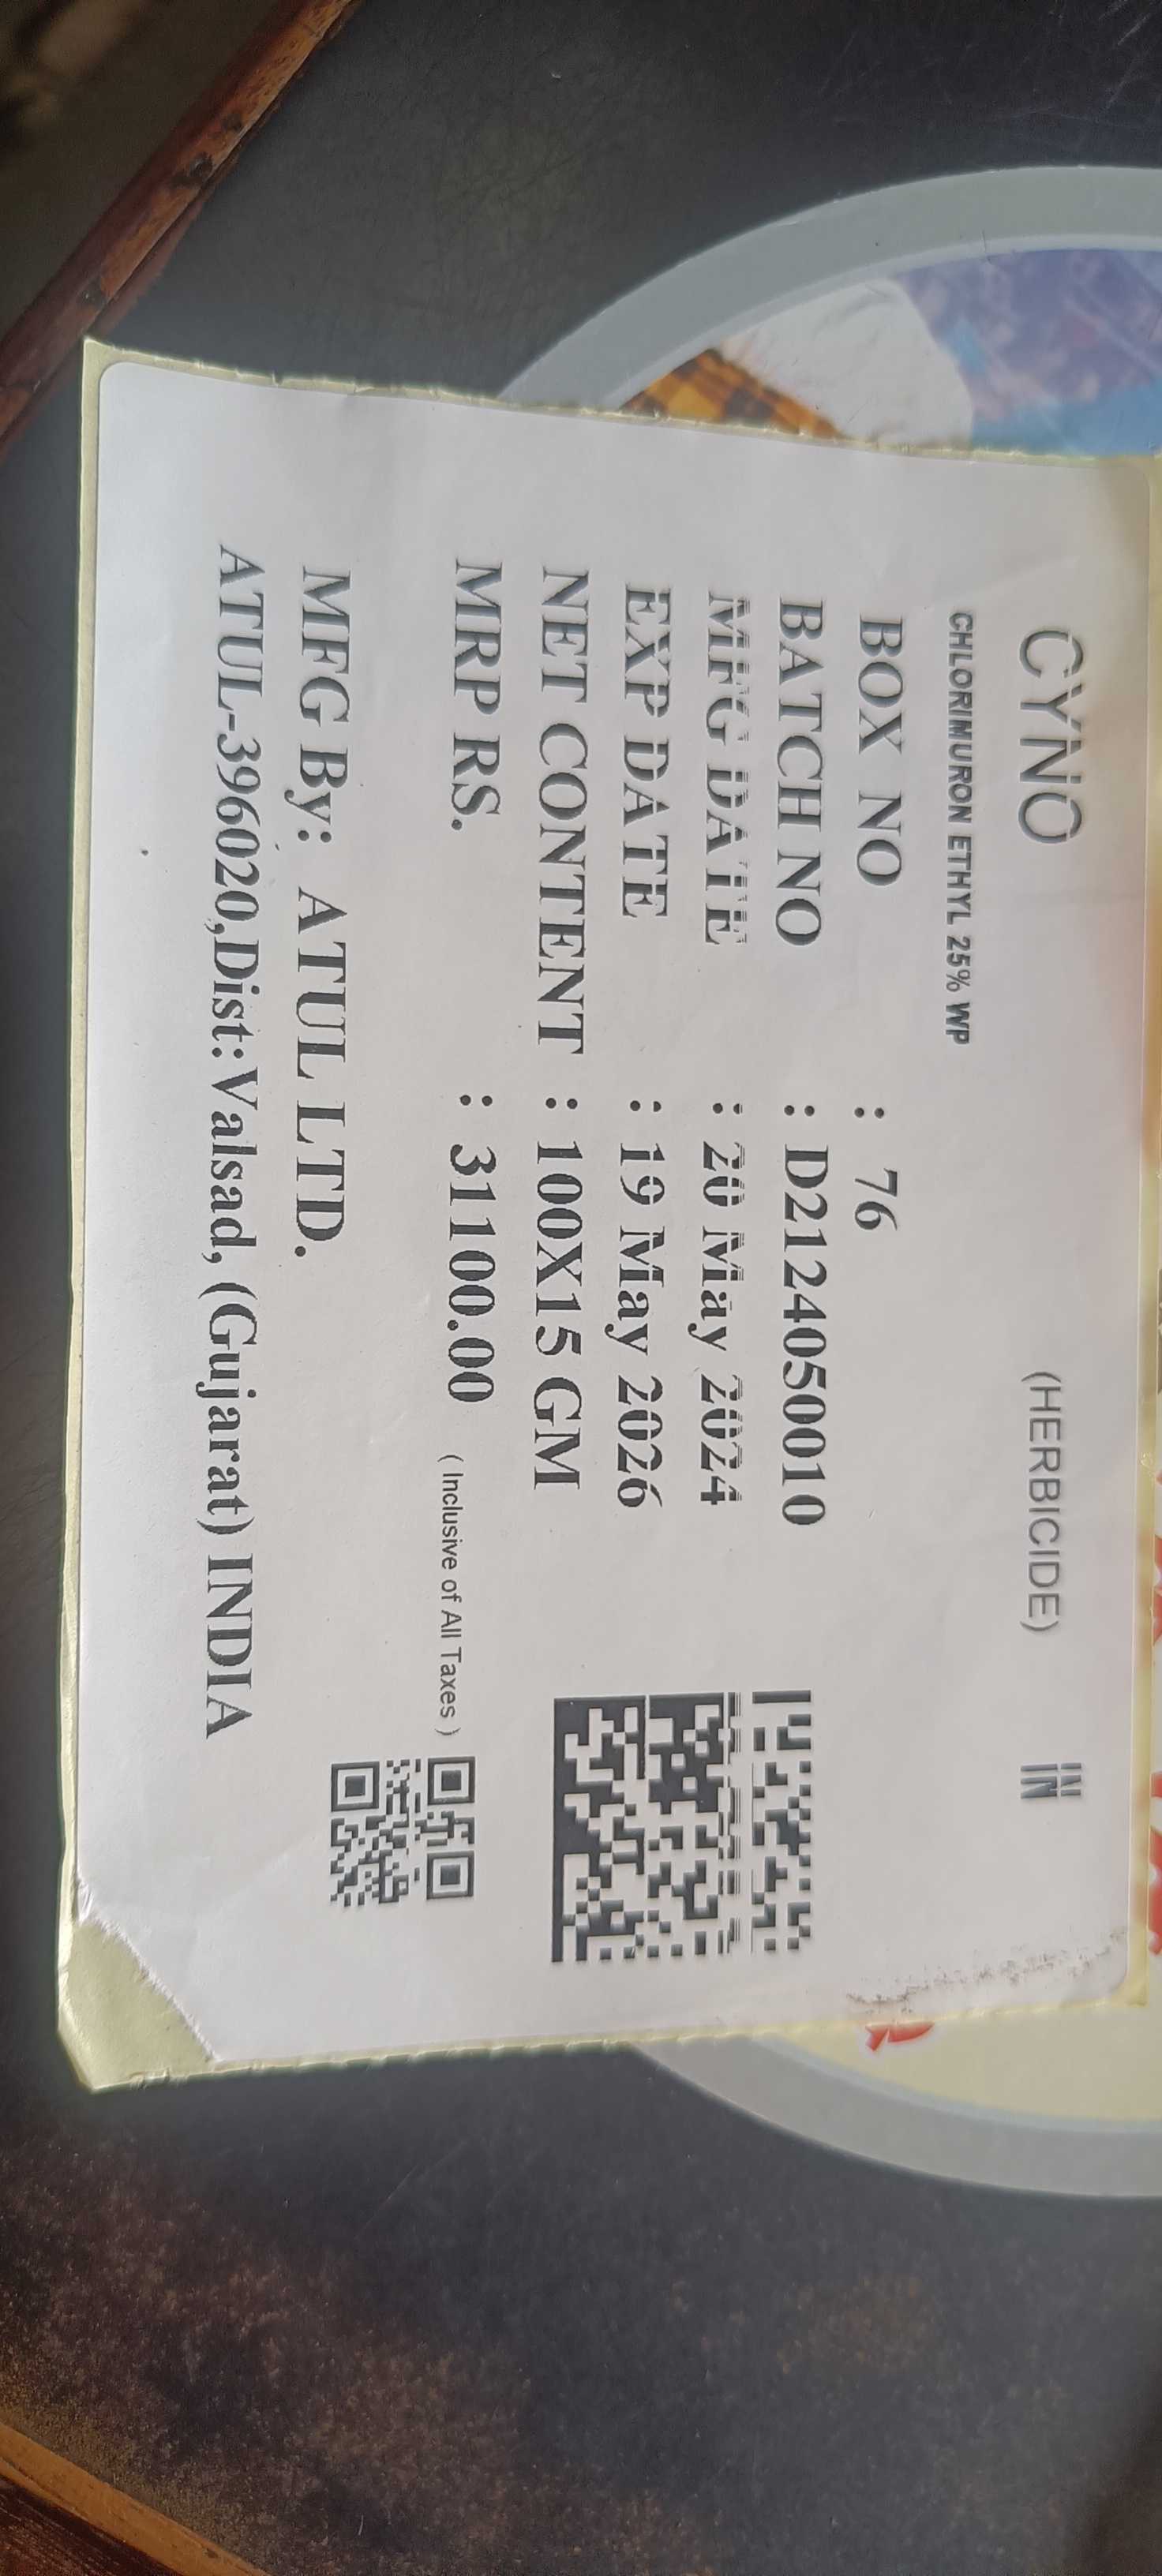 CYNO (HERBICIDE) IN
CHLORIMURON ETHYL 25% WP
BOX NO : 76
BATCH NO : D2124050010
MFG DATE : 20 May 2024
EXP DATE : 19 May 2026
NET CONTENT : 100X15 GM
MRP RS. : 31100.00 ( Inclusive of All Taxes )
MFG By: ATUL LTD.
ATUL-396020,Dist:Valsad, (Gujarat) INDIA